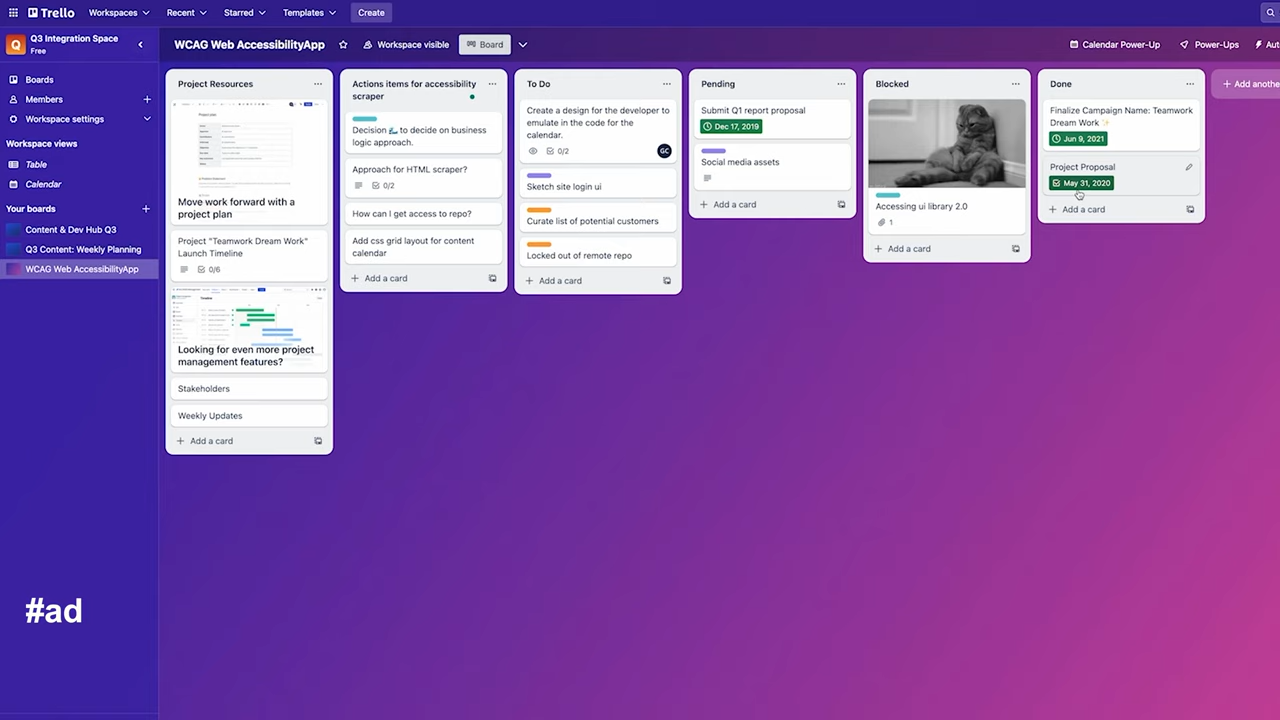 Trello
Workspaces
Recent
Starred
Templates
Create
Q
Q3 Integration Space
Free
WCAG Web AccessibilityApp
Workspace visible
Board
Calendar Power-Up
Power-Ups
Boards
Members
Workspace settings
Workspace views
Table
Calendar
Your boards
Content & Dev Hub Q3
Q3 Content: Weekly Planning
WCAG Web AccessibilityApp
#ad
Project Resources
Move work forward with a
project plan
Project "Teamwork Dream Work"
Launch Timeline
0/6
Looking for even more project
management features?
Stakeholders
Weekly Updates
Add a card
Actions items for accessibility
scraper
Decision to decide on business
logic approach.
Approach for HTML scraper?
0/2
How can I get access to repo?
Add css grid layout for content
calendar
Add a card
To Do
Create a design for the developer to
emulate in the code for the
calendar.
0/2
GC
Sketch site login ui
Curate list of potential customers
Locked out of remote repo
Add a card
Pending
Submit Q1 report proposal
Dec 17, 2019
Social media assets
Add a card
Blocked
Accessing ui library 2.0
1
Add a card
Done
Finalize Campaign Name: Teamwork
Dream Work ✨
Jun 9, 2021
Project Proposal
May 31, 2020
Add a card